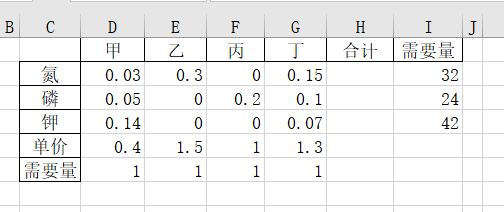 B C D E F G H I J
甲 乙 丙 丁 合计 需要量
氮 0.03 0.3 0 0.15 32
磷 0.05 0 0.2 0.1 24
钾 0.14 0 0 0.07 42
单价 0.4 1.5 1 1.3
需要量 1 1 1 1